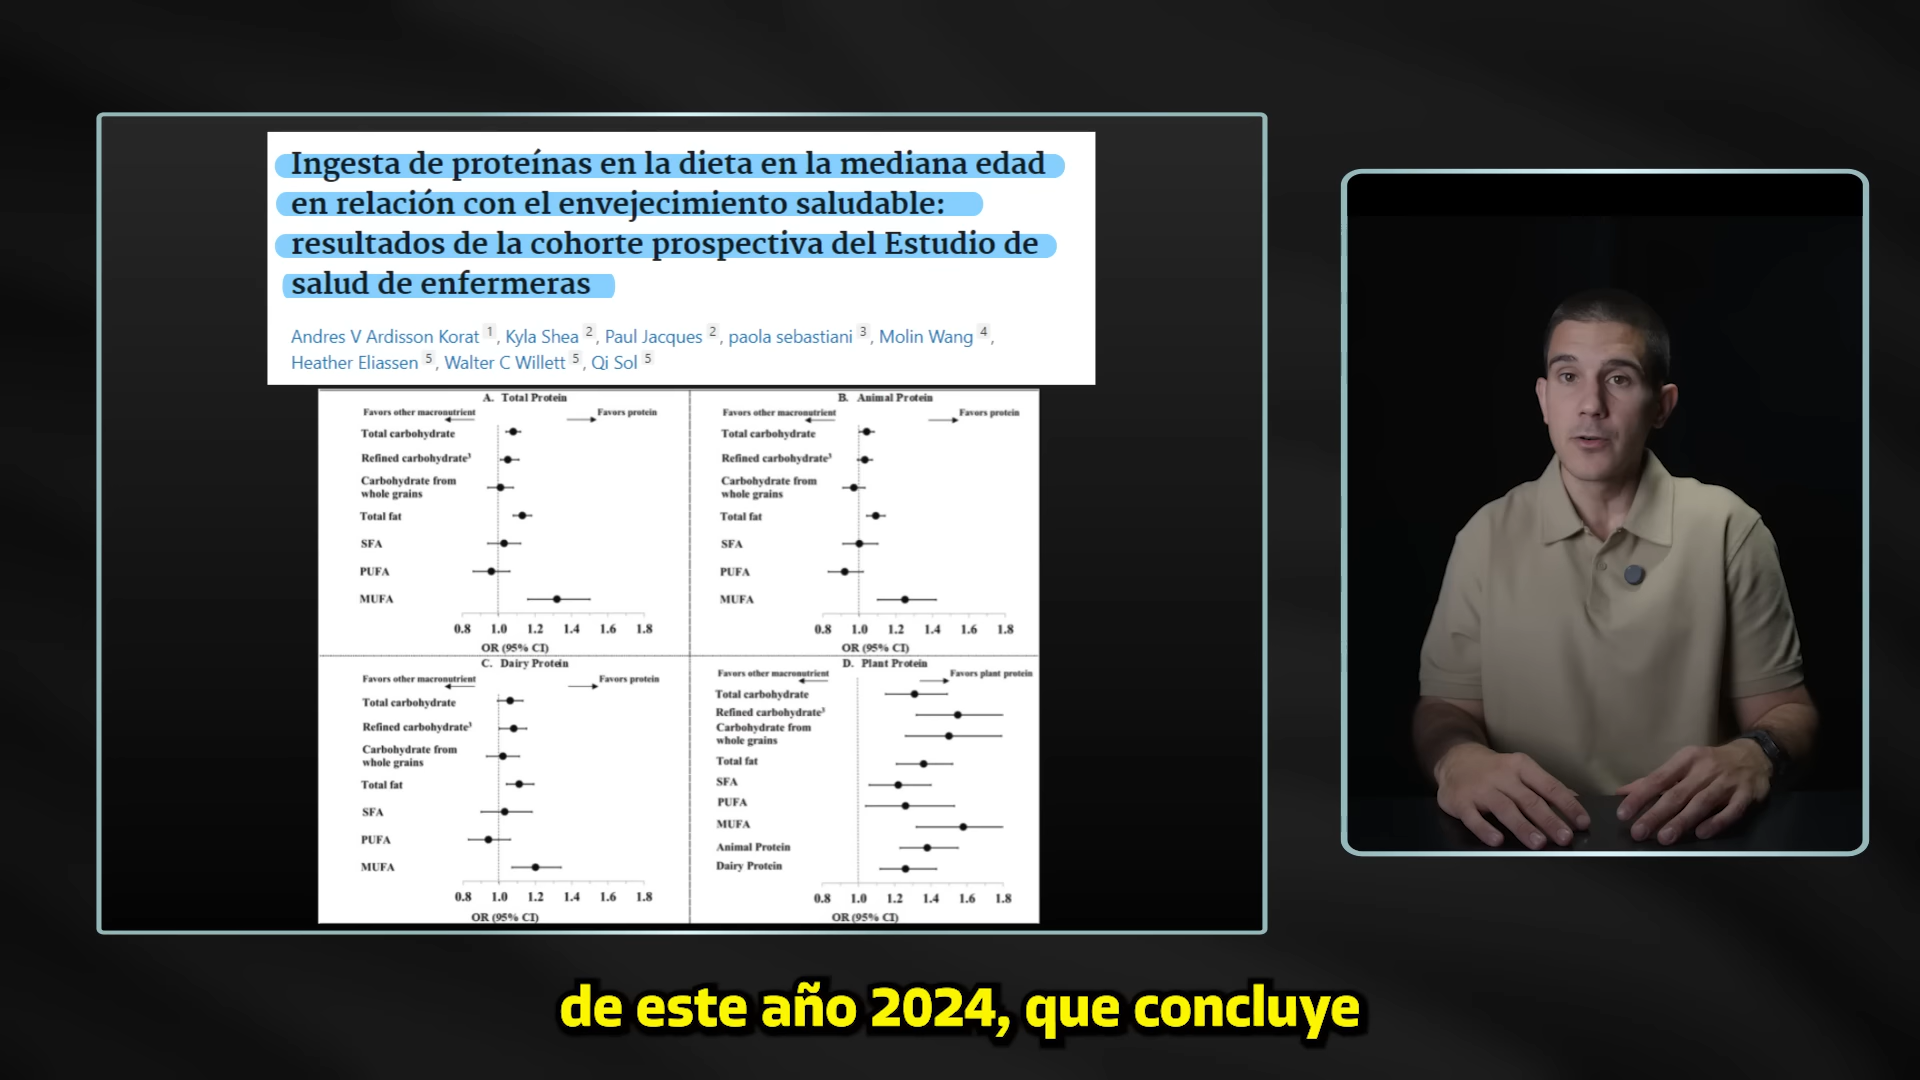 Ingesta de proteínas en la dieta en la mediana edad
en relación con el envejecimiento saludable:
resultados de la cohorte prospectiva del Estudio de
salud de enfermeras
Andres V Ardisson Korat 1, Kyla Shea 2, Paul Jacques 2, paola sebastiani 3, Molin Wang 4,
Heather Eliassen 5, Walter C Willett 5, Qi Sol 5
A. Total Protein
Favors other macronutrient Favors protein
Total carbohydrate
Refined carbohydrate³
Carbohydrate from
whole grains
Total fat
SFA
PUFA
MUFA
0.8 1.0 1.2 1.4 1.6 1.8
OR (95% CI)
B. Animal Protein
Favors other macronutrient Favors protein
Total carbohydrate
Refined carbohydrate³
Carbohydrate from
whole grains
Total fat
SFA
PUFA
MUFA
0.8 1.0 1.2 1.4 1.6 1.8
OR (95% CI)
C. Dairy Protein
Favors other macronutrient Favors protein
Total carbohydrate
Refined carbohydrate³
Carbohydrate from
whole grains
Total fat
SFA
PUFA
MUFA
0.8 1.0 1.2 1.4 1.6 1.8
OR (95% CI)
D. Plant Protein
Favors other macronutrient Favors plant protein
Total carbohydrate
Refined carbohydrate³
Carbohydrate from
whole grains
Total fat
SFA
PUFA
MUFA
Animal Protein
Dairy Protein
0.8 1.0 1.2 1.4 1.6 1.8
OR (95% CI)
de este año 2024, que concluye